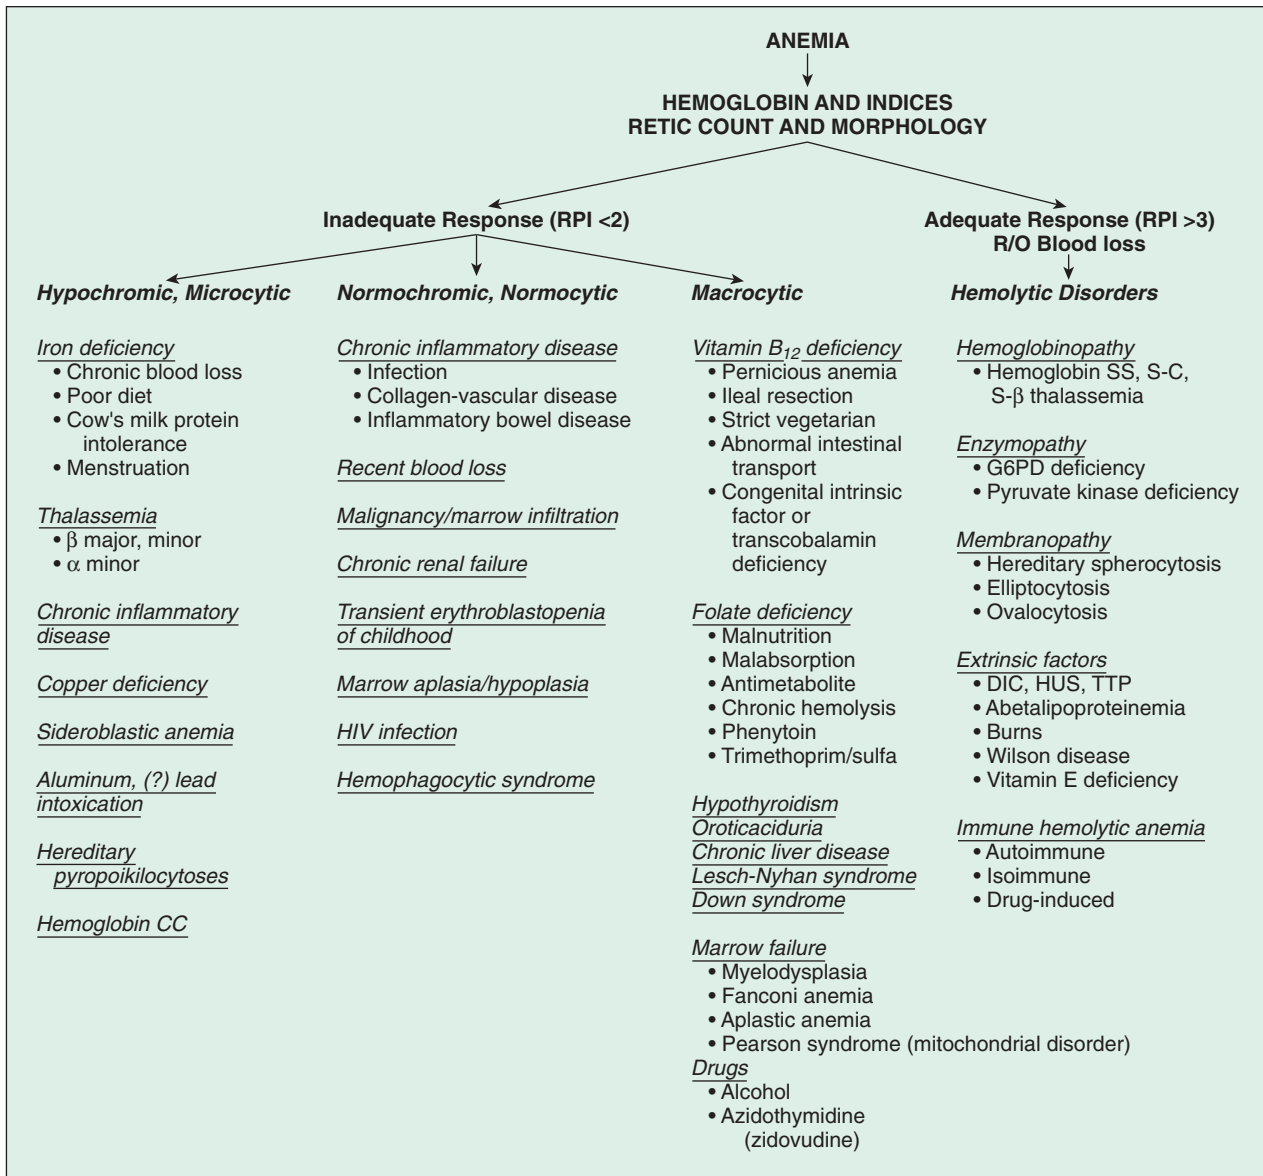 ANEMIA
HEMOGLOBIN AND INDICES
RETIC COUNT AND MORPHOLOGY
Inadequate Response (RPI <2)
Adequate Response (RPI >3)
R/O Blood loss
Hypochromic, Microcytic
Iron deficiency
• Chronic blood loss
• Poor diet
• Cow's milk protein
intolerance
• Menstruation
Thalassemia
• β major, minor
• α minor
Chronic inflammatory
disease
Copper deficiency
Sideroblastic anemia
Aluminum, (?) lead
intoxication
Hereditary
pyropoikilocytoses
Hemoglobin CC
Normochromic, Normocytic
Chronic inflammatory disease
• Infection
• Collagen-vascular disease
• Inflammatory bowel disease
Recent blood loss
Malignancy/marrow infiltration
Chronic renal failure
Transient erythroblastopenia
of childhood
Marrow aplasia/hypoplasia
HIV infection
Hemophagocytic syndrome
Macrocytic
Vitamin B12 deficiency
• Pernicious anemia
• Ileal resection
• Strict vegetarian
• Abnormal intestinal
transport
• Congenital intrinsic
factor or
transcobalamin
deficiency
Folate deficiency
• Malnutrition
• Malabsorption
• Antimetabolite
• Chronic hemolysis
• Phenytoin
• Trimethoprim/sulfa
Hypothyroidism
Oroticaciduria
Chronic liver disease
Lesch-Nyhan syndrome
Down syndrome
Marrow failure
• Myelodysplasia
• Fanconi anemia
• Aplastic anemia
• Pearson syndrome (mitochondrial disorder)
Drugs
• Alcohol
• Azidothymidine
(zidovudine)
Hemolytic Disorders
Hemoglobinopathy
• Hemoglobin SS, S-C,
S-β thalassemia
Enzymopathy
• G6PD deficiency
• Pyruvate kinase deficiency
Membranopathy
• Hereditary spherocytosis
• Elliptocytosis
• Ovalocytosis
Extrinsic factors
• DIC, HUS, TTP
• Abetalipoproteinemia
• Burns
• Wilson disease
• Vitamin E deficiency
Immune hemolytic anemia
• Autoimmune
• Isoimmune
• Drug-induced